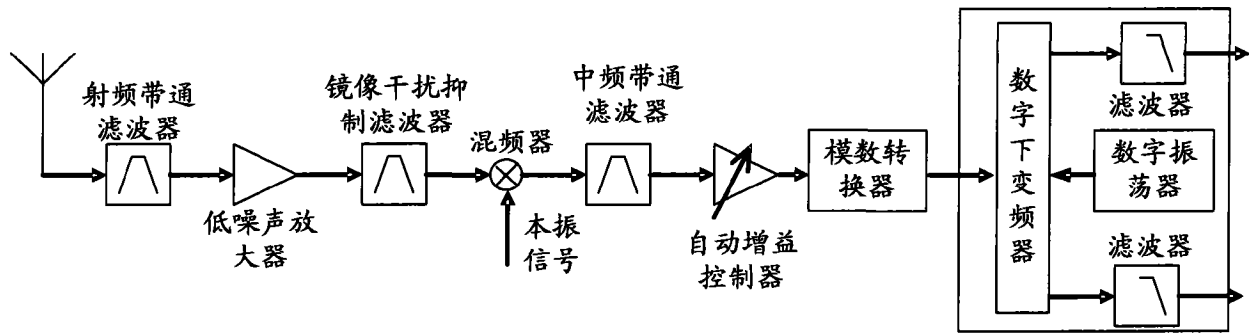 射频带通
滤波器
低噪声放
大器
镜像干扰抑
制滤波器
混频器
本振
信号
中频带通
滤波器
自动增益
控制器
模数转
换器
数字下变频器
滤波器
数字振
荡器
滤波器